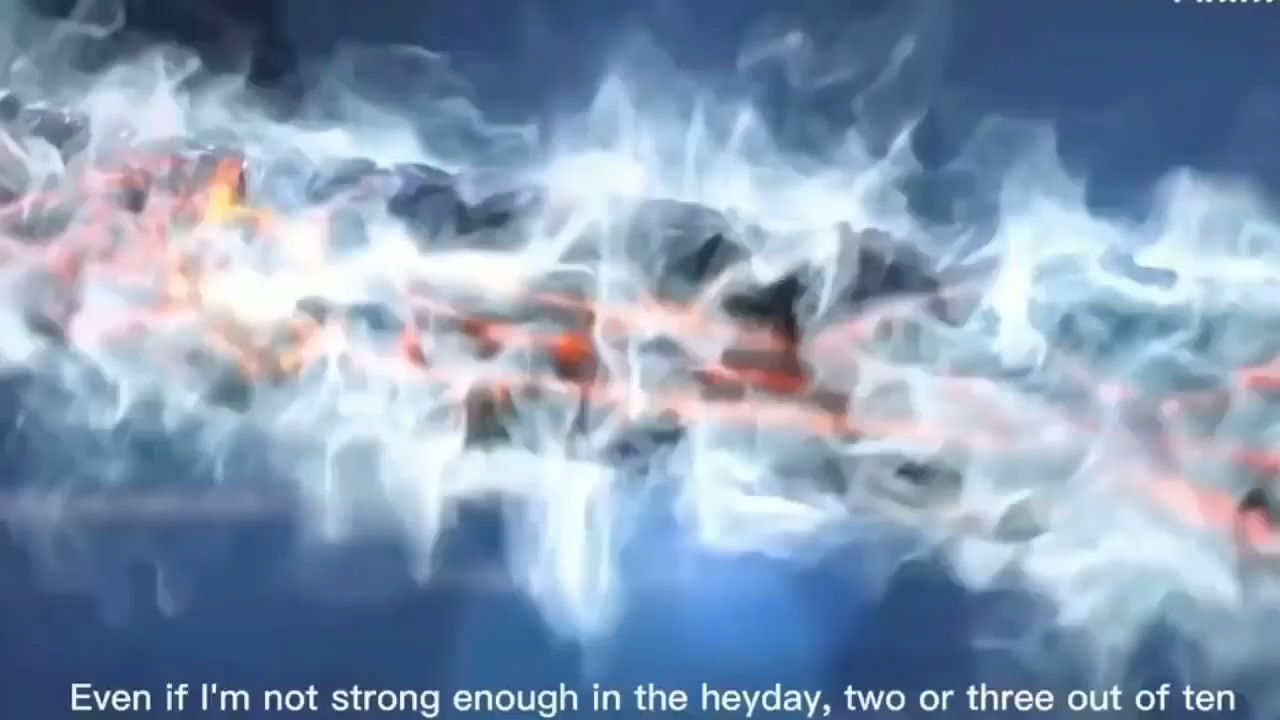 Even if I'm not strong enough in the heyday, two or three out of ten